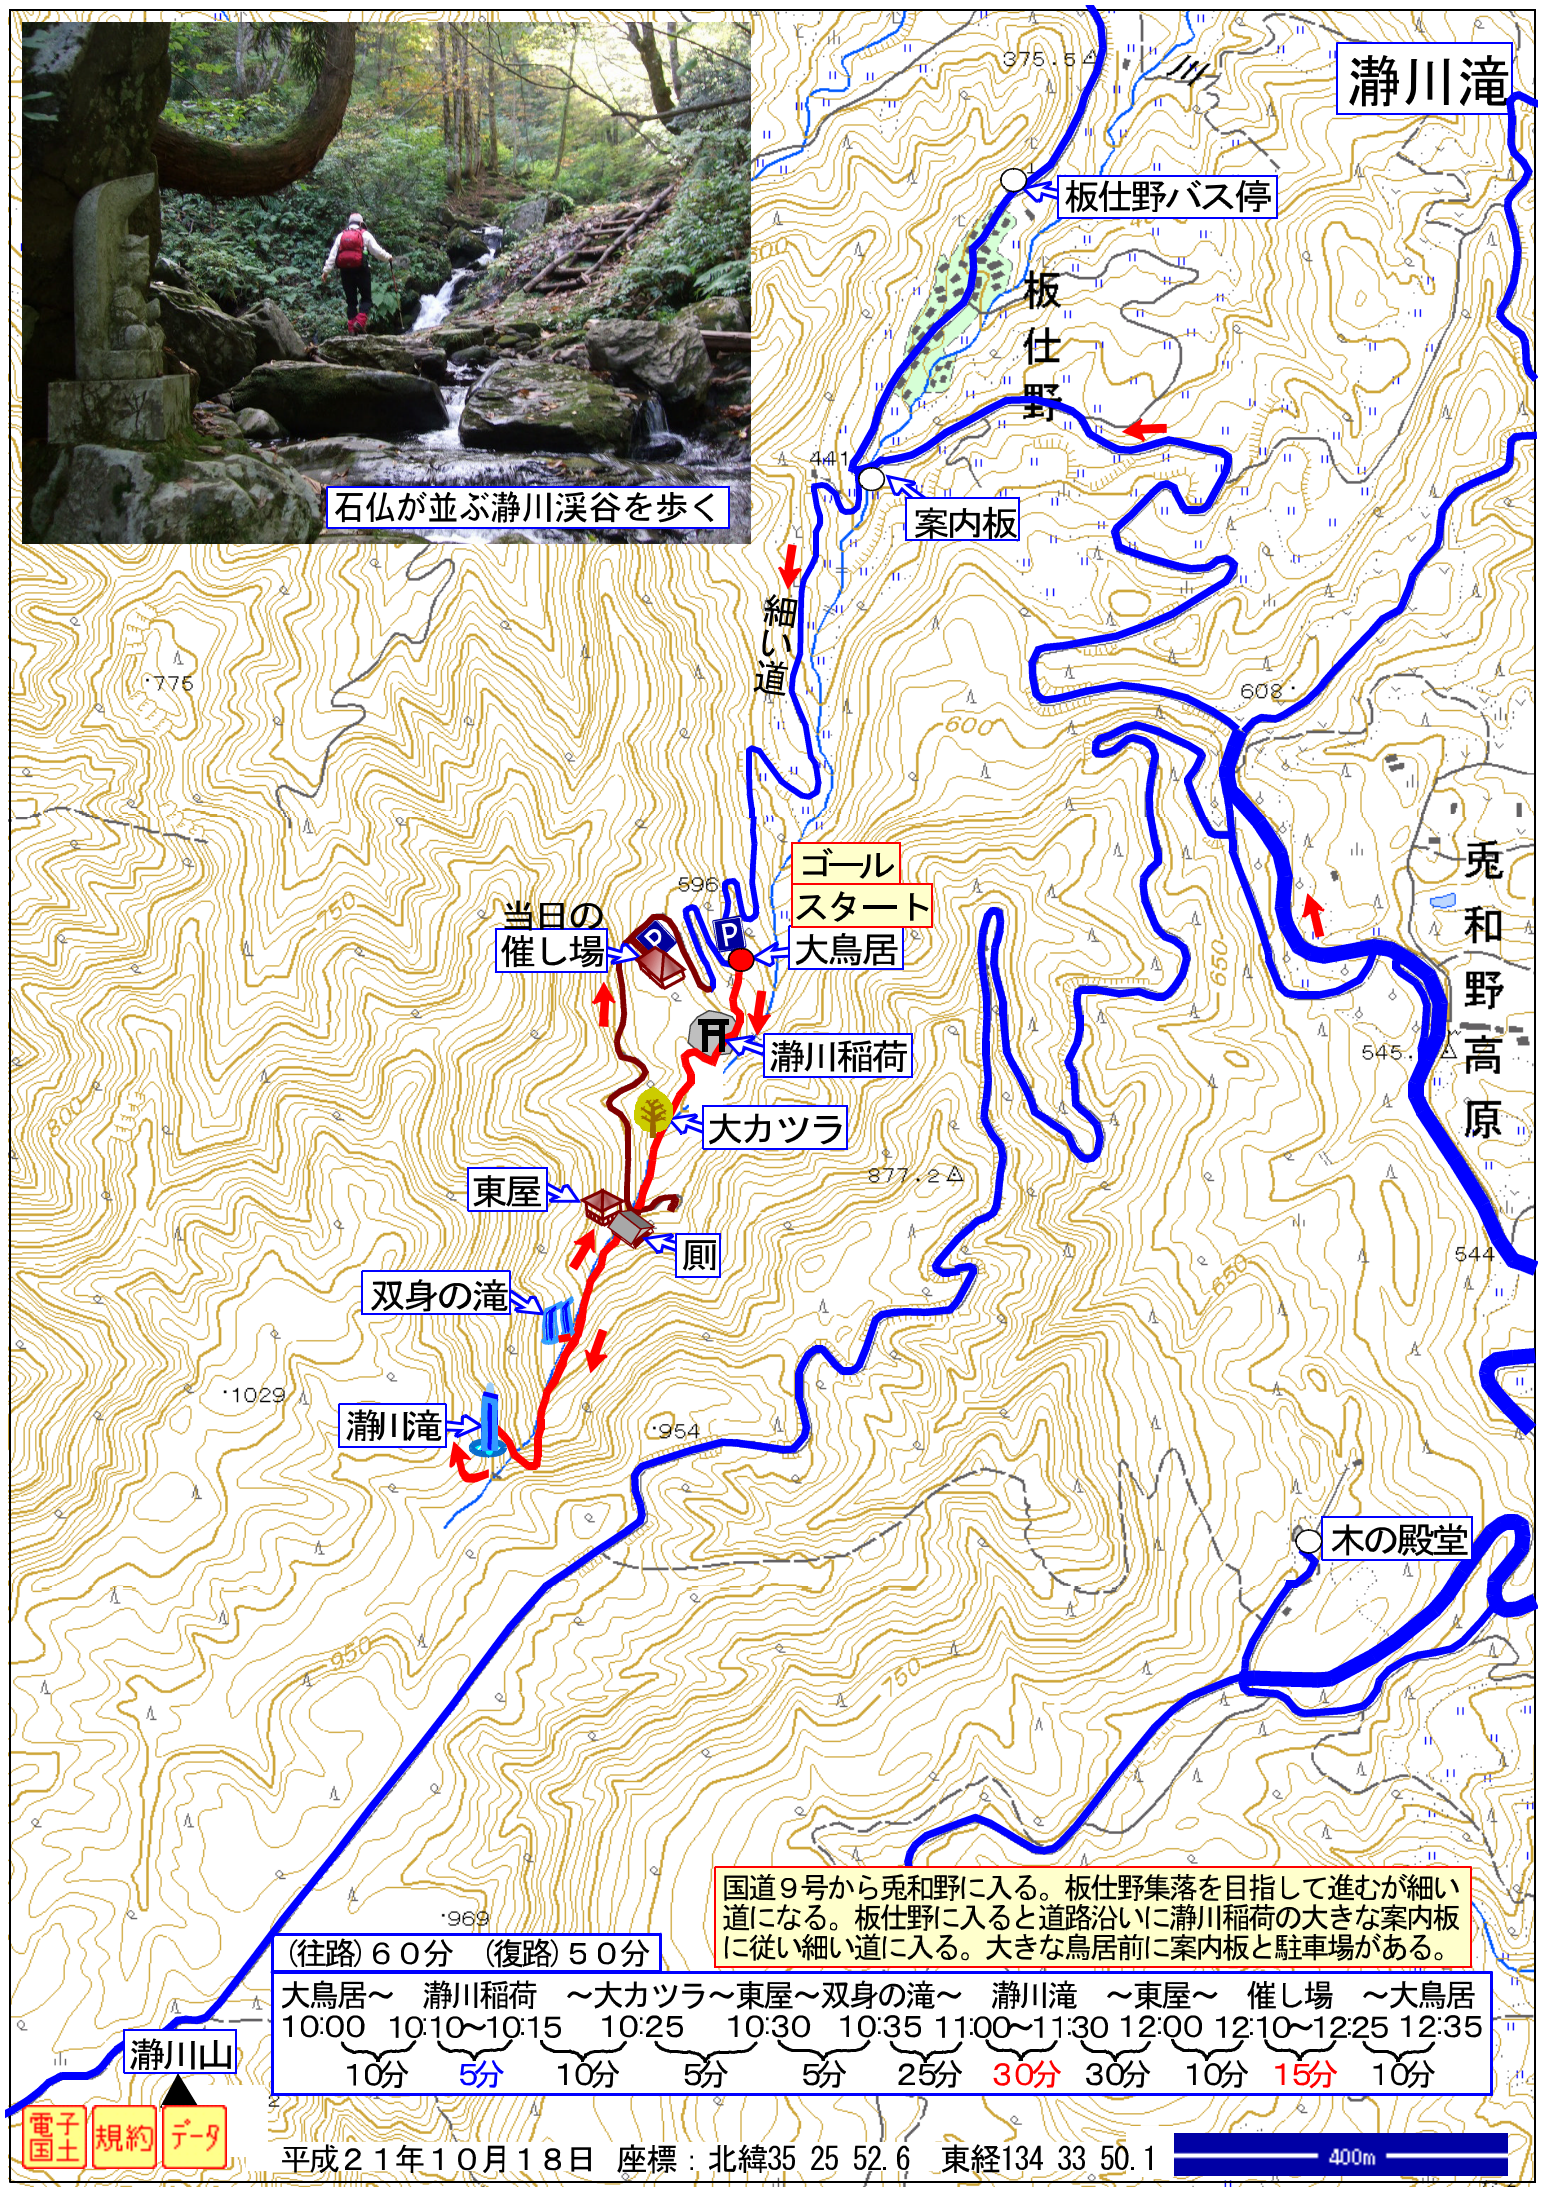 瀞川滝
375.5
板仕野バス停
板仕野
441
案内板
石仏が並ぶ瀞川渓谷を歩く
細い道
775
608
600
兎和野高原
ゴール
スタート
596
大鳥居
当日の
催し場
750
650
545.
瀞川稲荷
800
大カツラ
877.2
東屋
厠
544
双身の滝
1029
瀞川滝
954
木の殿堂
950
750
国道9号から兎和野に入る。板仕野集落を目指して進むが細い
道になる。板仕野に入ると道路沿いに瀞川稲荷の大きな案内板
に従い細い道に入る。大きな鳥居前に案内板と駐車場がある。
969
(往路)60分 (復路)50分
大鳥居～ 瀞川稲荷 ～大カツラ～東屋～双身の滝～ 瀞川滝 ～東屋～ 催し場 ～大鳥居
10:00 10:10～10:15 10:25 10:30 10:35 11:00～11:30 12:00 12:10～12:25 12:35
10分 5分 10分 5分 5分 25分 30分 30分 10分 15分 10分
瀞川山
電子国土 規約 データ
平成21年10月18日 座標：北緯35 25 52.6 東経134 33 50.1
400m